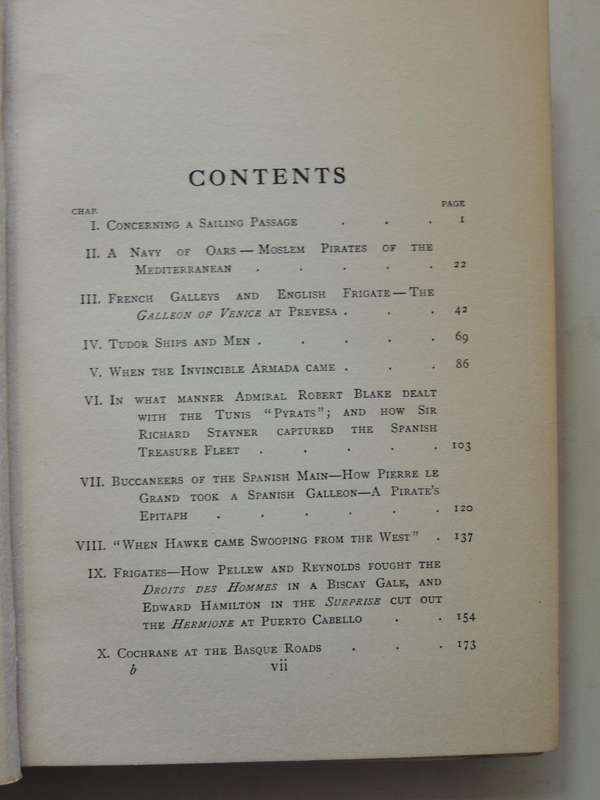 CONTENTS
CHAP. PAGE
I. CONCERNING A SAILING PASSAGE . . . 1
II. A NAVY OF OARS — MOSLEM PIRATES OF THE
MEDITERRANEAN . . . . . 22
III. FRENCH GALLEYS AND ENGLISH FRIGATE — THE
GALLEON OF VENICE AT PREVESA . . . 42
IV. TUDOR SHIPS AND MEN . . . . . 69
V. WHEN THE INVINCIBLE ARMADA CAME . . . 86
VI. IN WHAT MANNER ADMIRAL ROBERT BLAKE DEALT
WITH THE TUNIS "PYRATS"; AND HOW SIR
RICHARD STAYNER CAPTURED THE SPANISH
TREASURE FLEET . . . . . 103
VII. BUCCANEERS OF THE SPANISH MAIN—HOW PIERRE LE
GRAND TOOK A SPANISH GALLEON—A PIRATE'S
EPITAPH . . . . . . 120
VIII. "WHEN HAWKE CAME SWOOPING FROM THE WEST" . 137
IX. FRIGATES—HOW PELLEW AND REYNOLDS FOUGHT THE
DROITS DES HOMMES IN A BISCAY GALE, AND
EDWARD HAMILTON IN THE SURPRISE CUT OUT
THE HERMIONE AT PUERTO CABELLO . . 154
X. COCHRANE AT THE BASQUE ROADS . . . 173
b vii